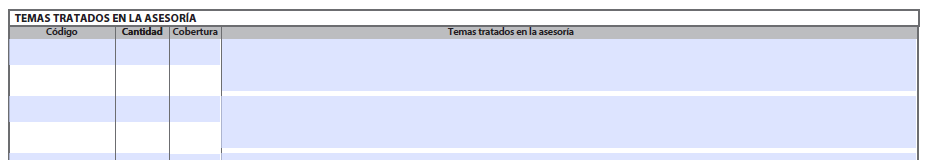 TEMAS TRATADOS EN LA ASESORÍA
Código Cantidad Cobertura Temas tratados en la asesoría